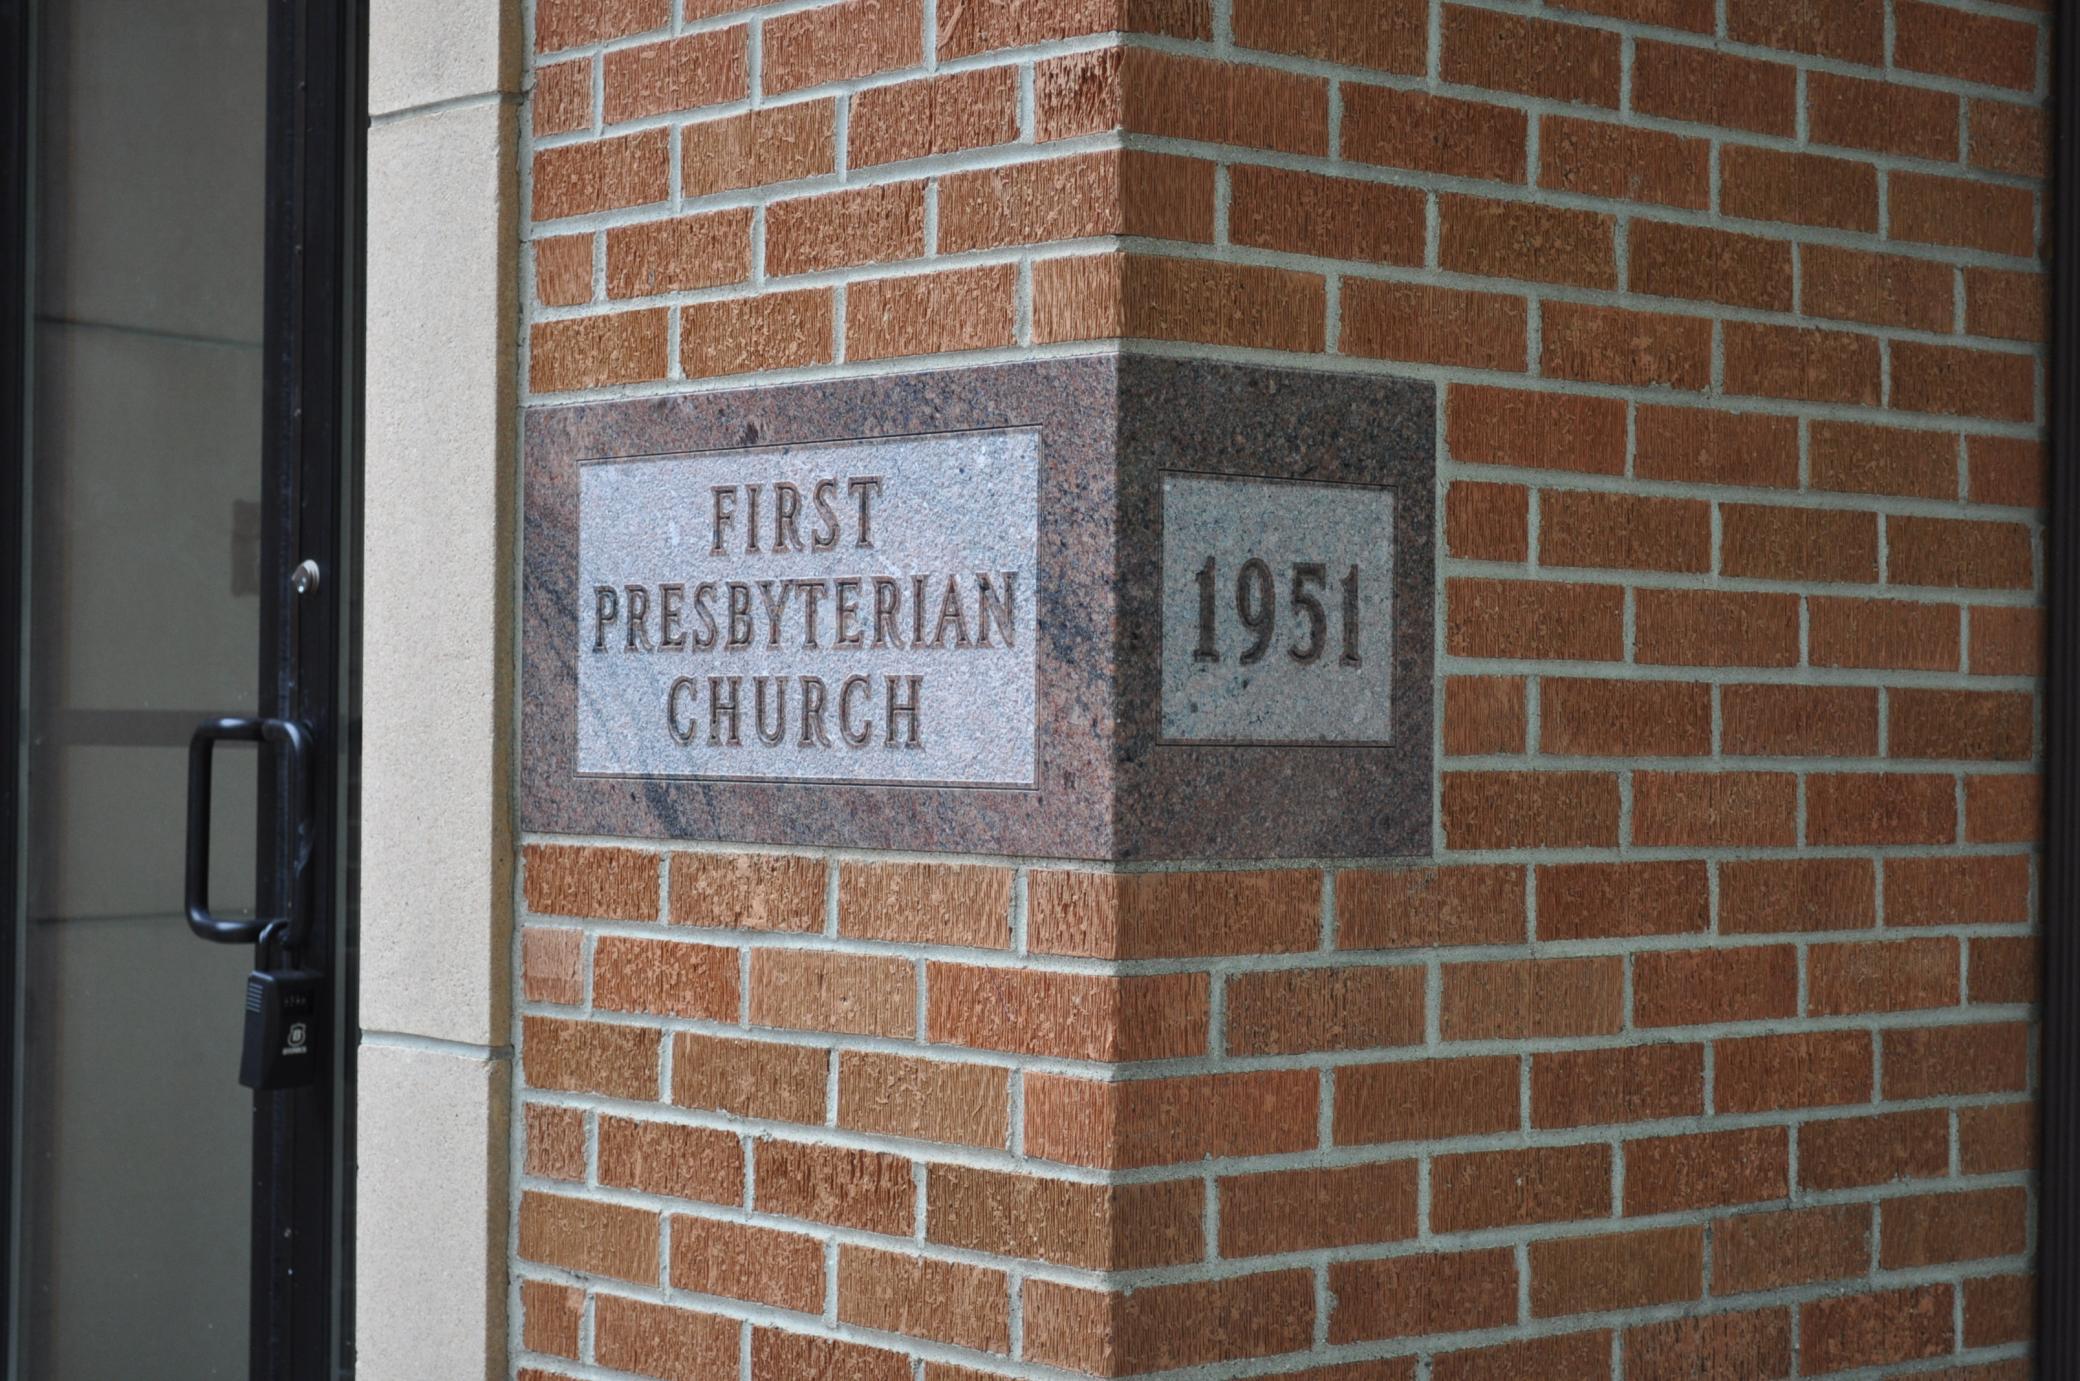 FIRST
PRESBYTERIAN
CHURCH
1951